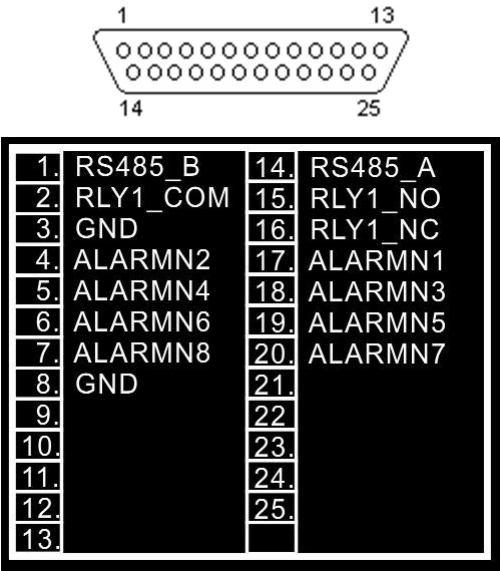 1 13
14 25
1. RS485_B 14. RS485_A
2. RLY1_COM 15. RLY1_NO
3. GND 16. RLY1_NC
4. ALARMN2 17. ALARMN1
5. ALARMN4 18. ALARMN3
6. ALARMN6 19. ALARMN5
7. ALARMN8 20. ALARMN7
8. GND 21.
9. 22
10. 23.
11. 24.
12. 25.
13.